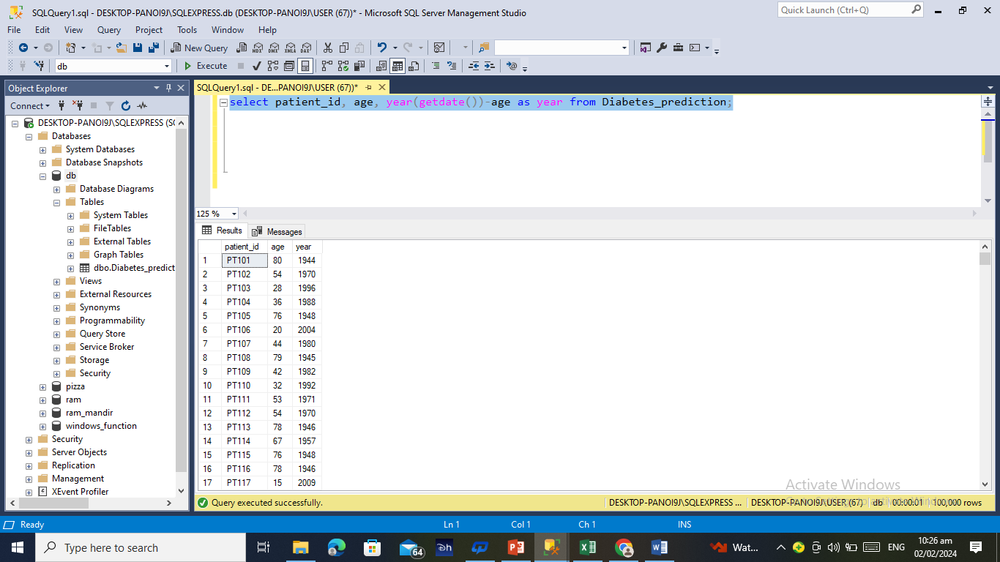 SQLQuery1.sql - DESKTOP-PANOI9J\SQLEXPRESS.db (DESKTOP-PANOI9J\USER (67))* - Microsoft SQL Server Management Studio
Quick Launch (Ctrl+Q)
File Edit View Query Project Tools Window Help
New Query
MDX DMX XMLA DAX
db
Execute
Object Explorer
Connect
DESKTOP-PANOI9J\SQLEXPRESS (S
Databases
System Databases
Database Snapshots
db
Database Diagrams
Tables
System Tables
FileTables
External Tables
Graph Tables
dbo.Diabetes_predict
Views
External Resources
Synonyms
Programmability
Query Store
Service Broker
Storage
Security
pizza
ram
ram_mandir
windows_function
Security
Server Objects
Replication
Management
XEvent Profiler
SQLQuery1.sql - DE...PANOI9J\USER (67))*
select patient_id, age, year(getdate())-age as year from Diabetes_prediction;
125 %
Results Messages
patient_id age year
1 PT101 80 1944
2 PT102 54 1970
3 PT103 28 1996
4 PT104 36 1988
5 PT105 76 1948
6 PT106 20 2004
7 PT107 44 1980
8 PT108 79 1945
9 PT109 42 1982
10 PT110 32 1992
11 PT111 53 1971
12 PT112 54 1970
13 PT113 78 1946
14 PT114 67 1957
15 PT115 76 1948
16 PT116 78 1946
17 PT117 15 2009
Activate Windows
Query executed successfully.
DESKTOP-PANOI9J\SQLEXPRESS ... DESKTOP-PANOI9J\USER (67) db 00:00:01 100,000 rows
Ready Ln 1 Col 1 Ch 1 INS
Type here to search
64
Wat...
ENG
10:26 am
02/02/2024